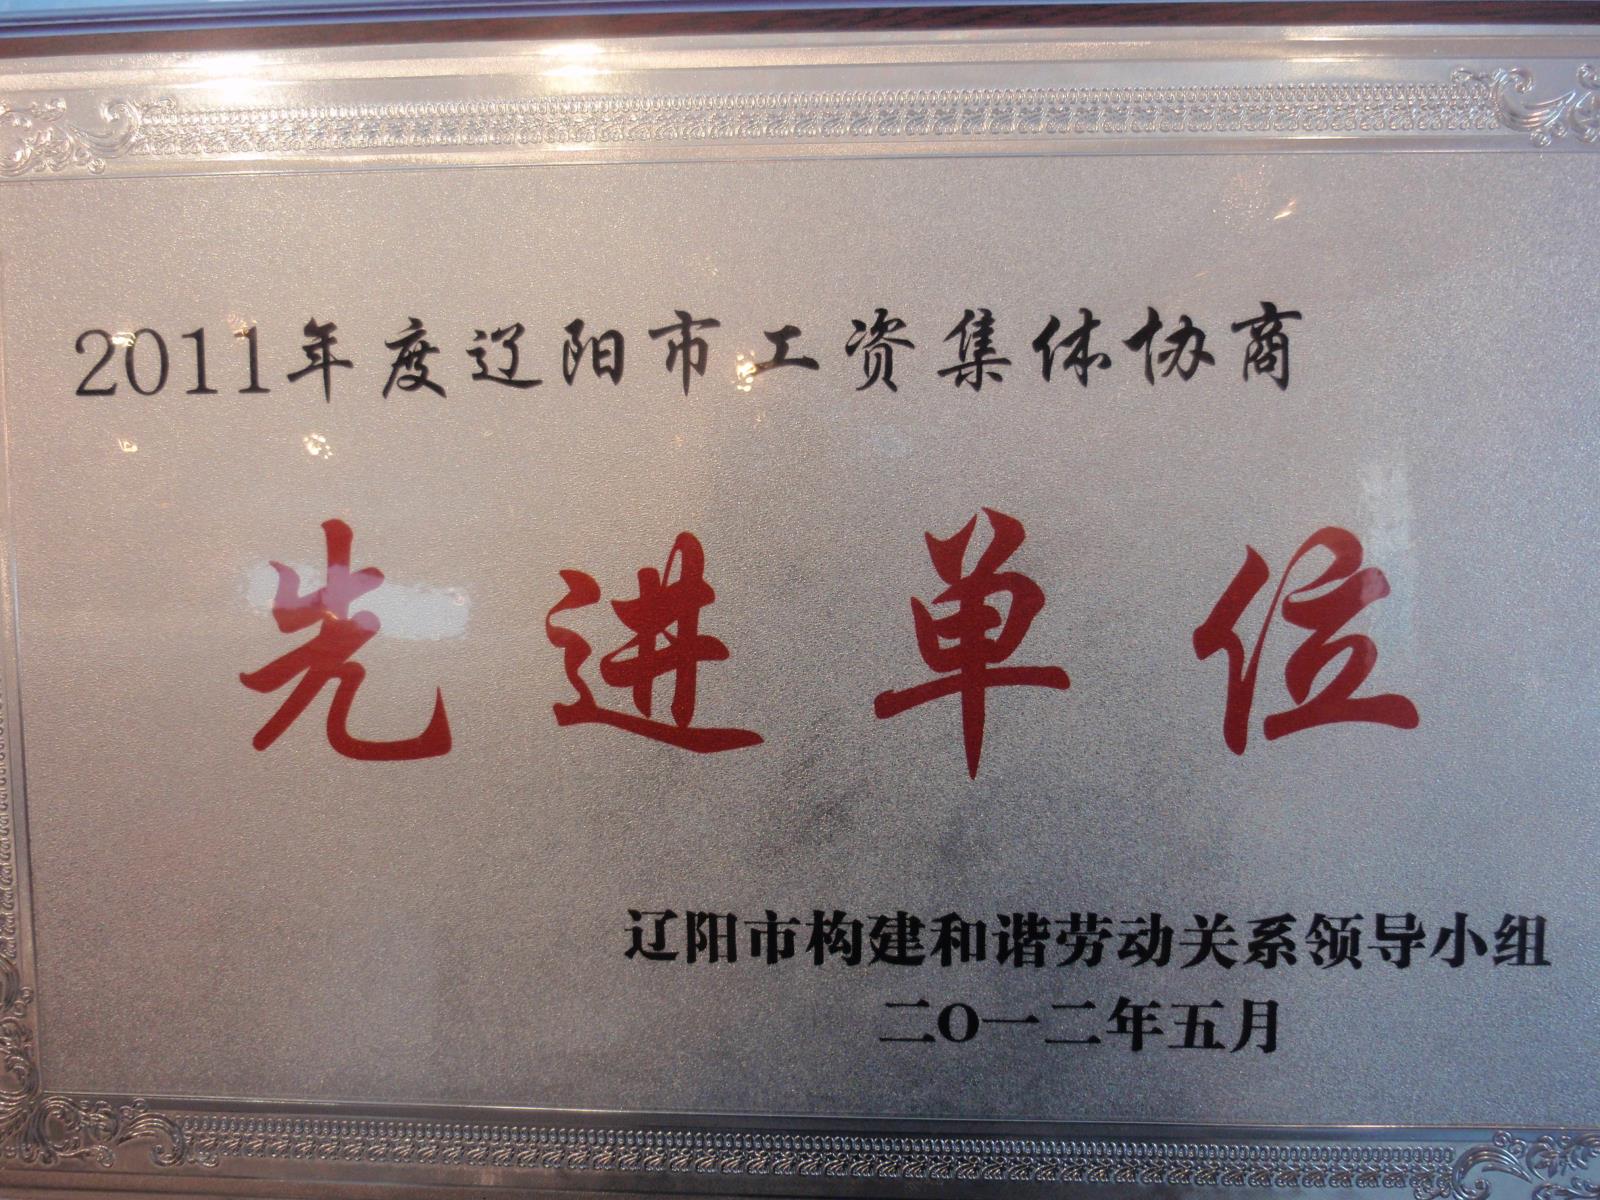 2011年度辽阳市工资集体协商
先进单位
辽阳市构建和谐劳动关系领导小组
二〇一二年五月